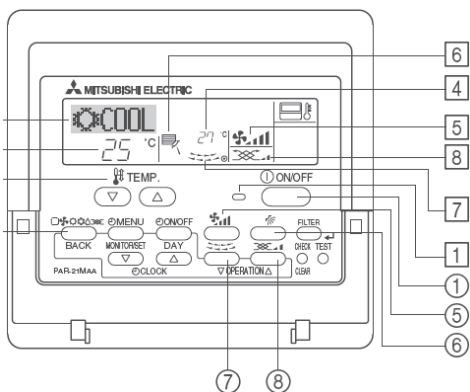 6
4
MITSUBISHI ELECTRIC
COOL
27 °C
5
25 °C
8
TEMP.
ON/OFF
7
MENU
ON/OFF
FILTER
1
BACK
MONITOR/SET
DAY
CHECK TEST
1
PAR-21MAA
CLOCK
OPERATION
CLEAR
5
6
7
8